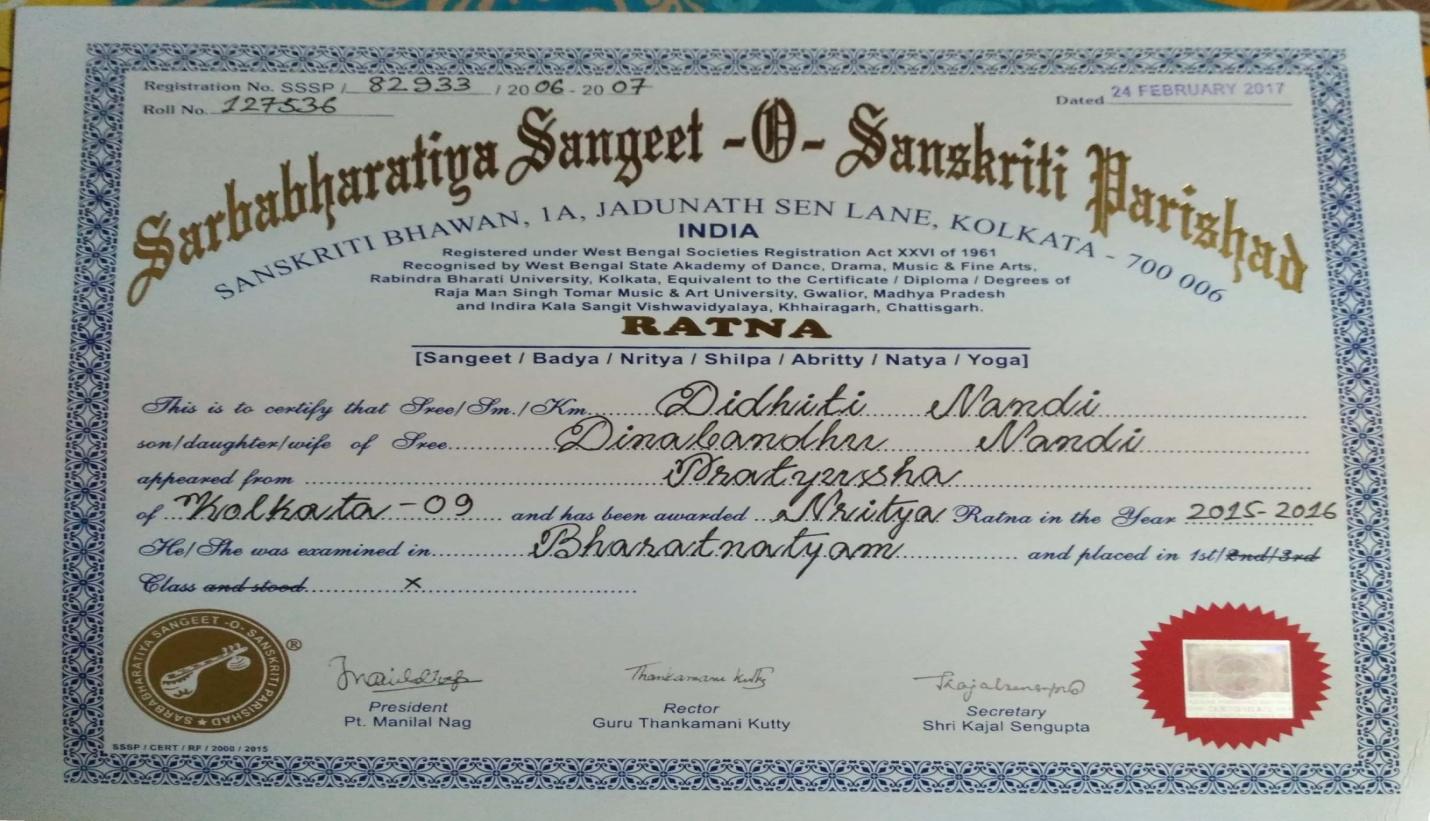 Registration No. SSSP / 82933 / 2006 - 2007
Roll No. 127536
Dated 24 FEBRUARY 2017
Sarbabharatiya Sangeet -O- Sanskriti Parishad
SANSKRITI BHAWAN, 1A, JADUNATH SEN LANE, KOLKATA - 700 006
INDIA
Registered under West Bengal Societies Registration Act XXVI of 1961
Recognised by West Bengal State Akademy of Dance, Drama, Music & Fine Arts,
Rabindra Bharati University, Kolkata, Equivalent to the Certificate / Diploma / Degrees of
Raja Man Singh Tomar Music & Art University, Gwalior, Madhya Pradesh
and Indira Kala Sangit Vishwavidyalaya, Khhairagarh, Chattisgarh.
RATNA
[Sangeet / Badya / Nritya / Shilpa / Abritty / Natya / Yoga]
This is to certify that Sree/Sm./Km. Didhiti Nandi
son/daughter/wife of Sree Dinabandhu Nandi
appeared from Pratyusha
of Kolkata - 09 and has been awarded Nritya Ratna in the Year 2015-2016
He/She was examined in Bharatnatyam and placed in 1st/2nd/3rd
Class and stood x
SARBABHARATIYA SANGEET -O- SANSKRITI PARISHAD ®
Thankamani Kutty
President
Pt. Manilal Nag
Rector
Guru Thankamani Kutty
Secretary
Shri Kajal Sengupta
SSSP / CERT / RF / 2000 / 2015